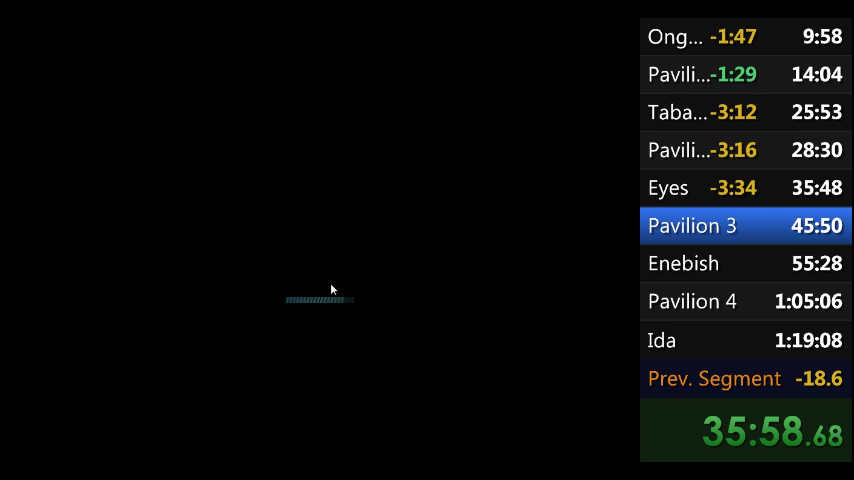 Ong... -1:47 9:58
Pavili... -1:29 14:04
Taba... -3:12 25:53
Pavili... -3:16 28:30
Eyes -3:34 35:48
Pavilion 3 45:50
Enebish 55:28
Pavilion 4 1:05:06
Ida 1:19:08
Prev. Segment -18.6
35:58.68